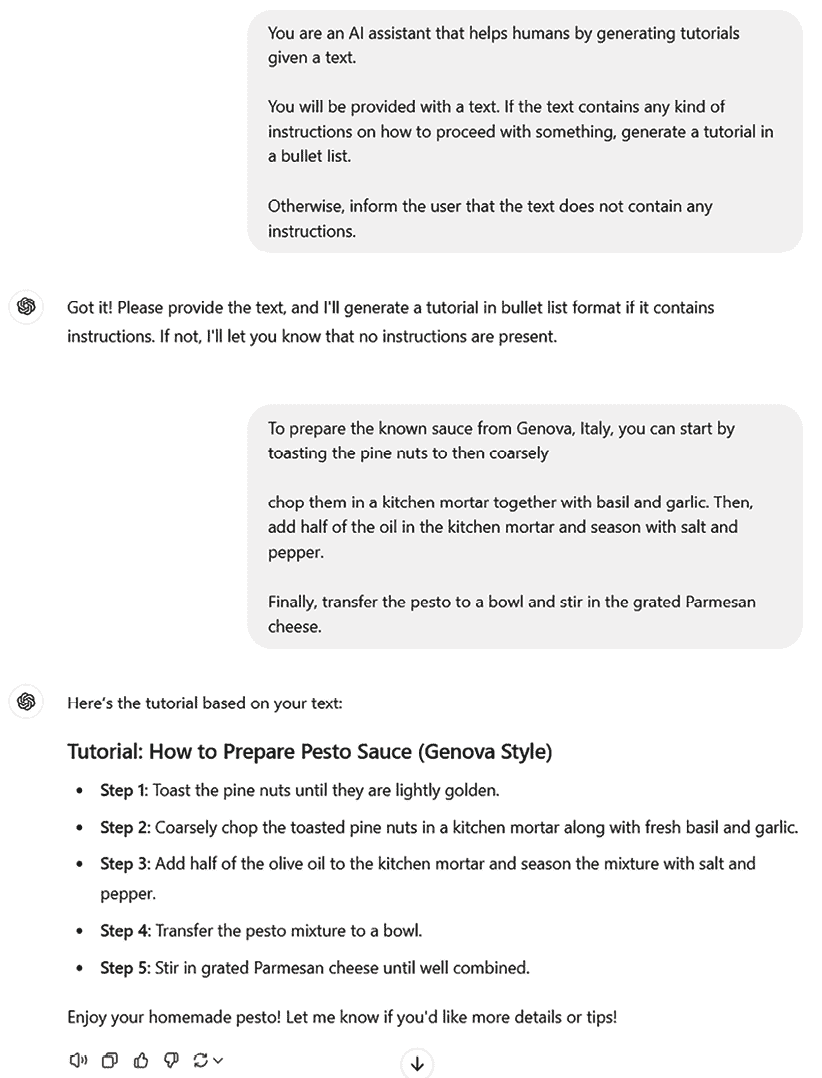 You are an AI assistant that helps humans by generating tutorials
given a text.
You will be provided with a text. If the text contains any kind of
instructions on how to proceed with something, generate a tutorial in
a bullet list.
Otherwise, inform the user that the text does not contain any
instructions.
Got it! Please provide the text, and I'll generate a tutorial in bullet list format if it contains
instructions. If not, I'll let you know that no instructions are present.
To prepare the known sauce from Genova, Italy, you can start by
toasting the pine nuts to then coarsely
chop them in a kitchen mortar together with basil and garlic. Then,
add half of the oil in the kitchen mortar and season with salt and
pepper.
Finally, transfer the pesto to a bowl and stir in the grated Parmesan
cheese.
Here's the tutorial based on your text:
Tutorial: How to Prepare Pesto Sauce (Genova Style)
• Step 1: Toast the pine nuts until they are lightly golden.
• Step 2: Coarsely chop the toasted pine nuts in a kitchen mortar along with fresh basil and garlic.
• Step 3: Add half of the olive oil to the kitchen mortar and season the mixture with salt and
pepper.
• Step 4: Transfer the pesto mixture to a bowl.
• Step 5: Stir in grated Parmesan cheese until well combined.
Enjoy your homemade pesto! Let me know if you'd like more details or tips!